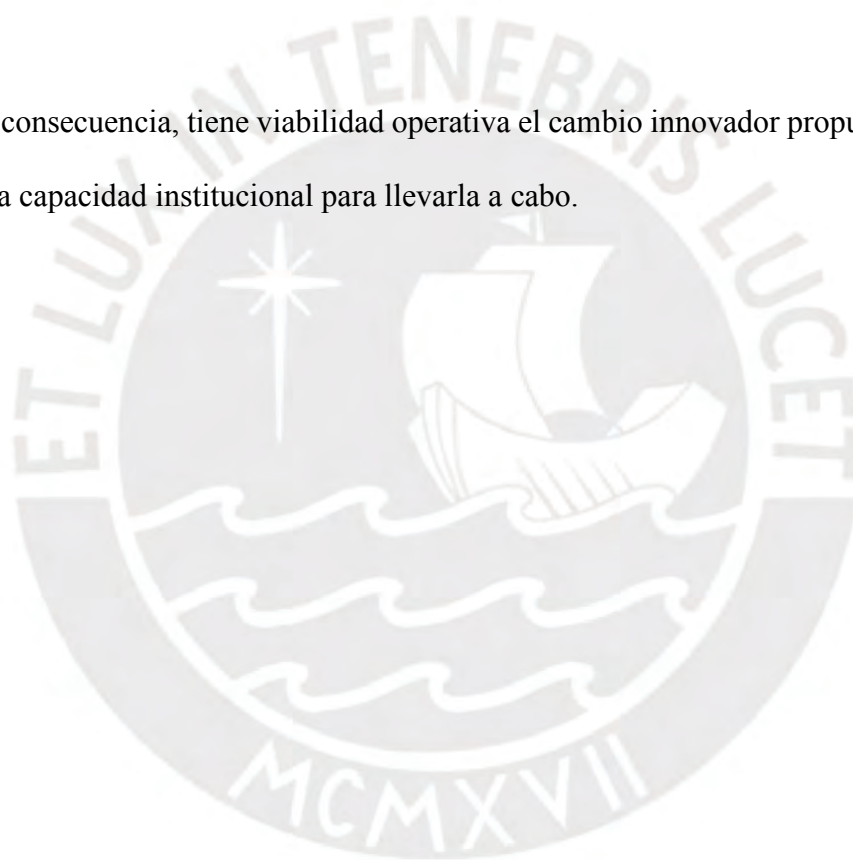 ET LUX IN TENEBRIS LUCET
consecuencia, tiene viabilidad operativa el cambio innovador propu
a capacidad institucional para llevarla a cabo.
MCMXVII